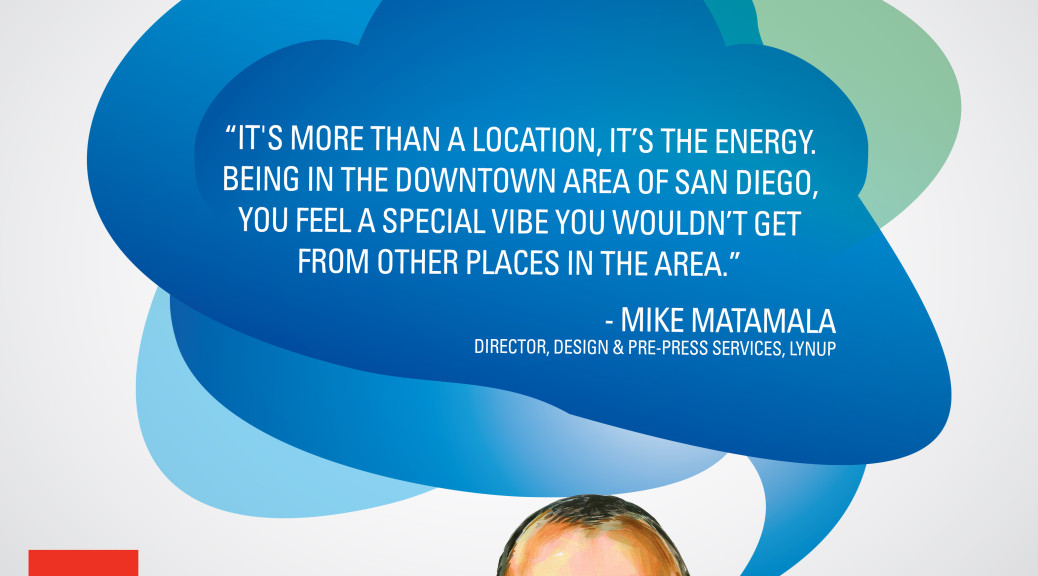 “IT'S MORE THAN A LOCATION, IT’S THE ENERGY.
BEING IN THE DOWNTOWN AREA OF SAN DIEGO,
YOU FEEL A SPECIAL VIBE YOU WOULDN’T GET
FROM OTHER PLACES IN THE AREA.”
- MIKE MATAMALA
DIRECTOR, DESIGN & PRE-PRESS SERVICES, LYNUP